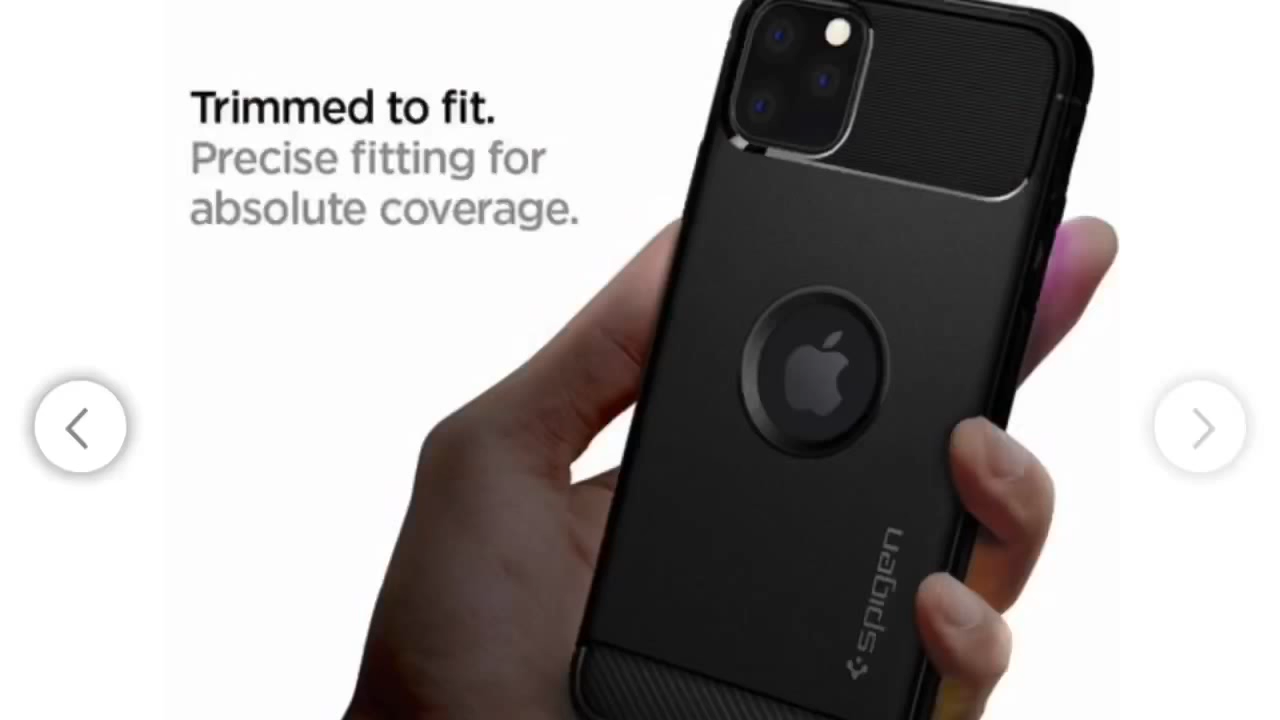 Trimmed to fit.
Precise fitting for
absolute coverage.
spigen